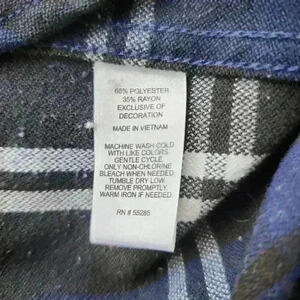 65% POLYESTER
35% RAYON
EXCLUSIVE OF
DECORATION
MADE IN VIETNAM
MACHINE WASH COLD
WITH LIKE COLORS.
GENTLE CYCLE.
ONLY NON-CHLORINE
BLEACH WHEN NEEDED.
TUMBLE DRY LOW.
REMOVE PROMPTLY.
WARM IRON IF NEEDED.
RN # 55285